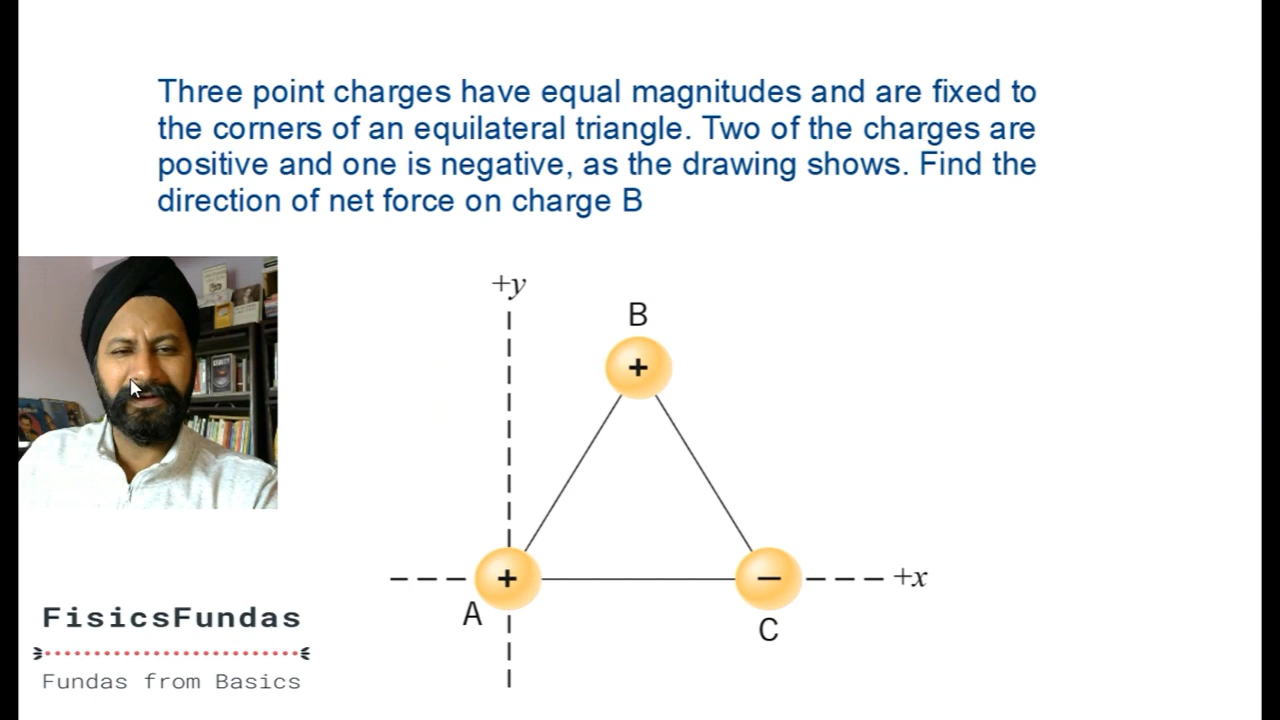 Three point charges have equal magnitudes and are fixed to
the corners of an equilateral triangle. Two of the charges are
positive and one is negative, as the drawing shows. Find the
direction of net force on charge B
+y
B
+
+
−
+x
A
C
FisicsFundas
Fundas from Basics